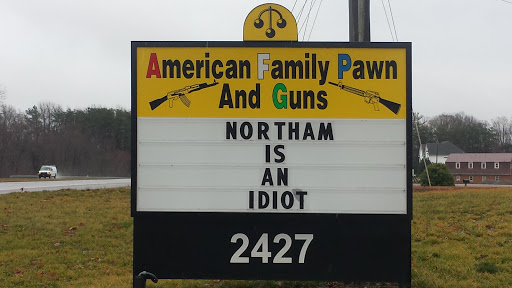 American Family Pawn
And Guns
NORTHAM
IS
AN
IDIOT
2427